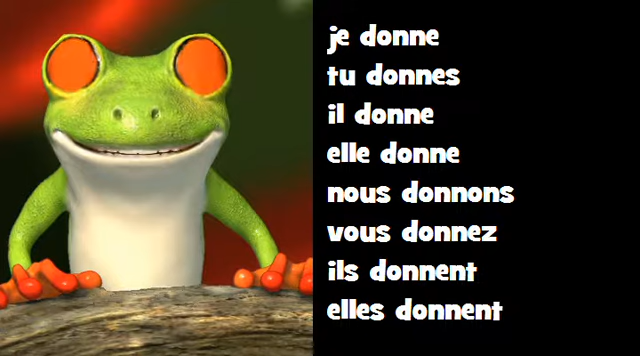 je donne
tu donnes
il donne
elle donne
nous donnons
vous donnez
ils donnent
elles donnent